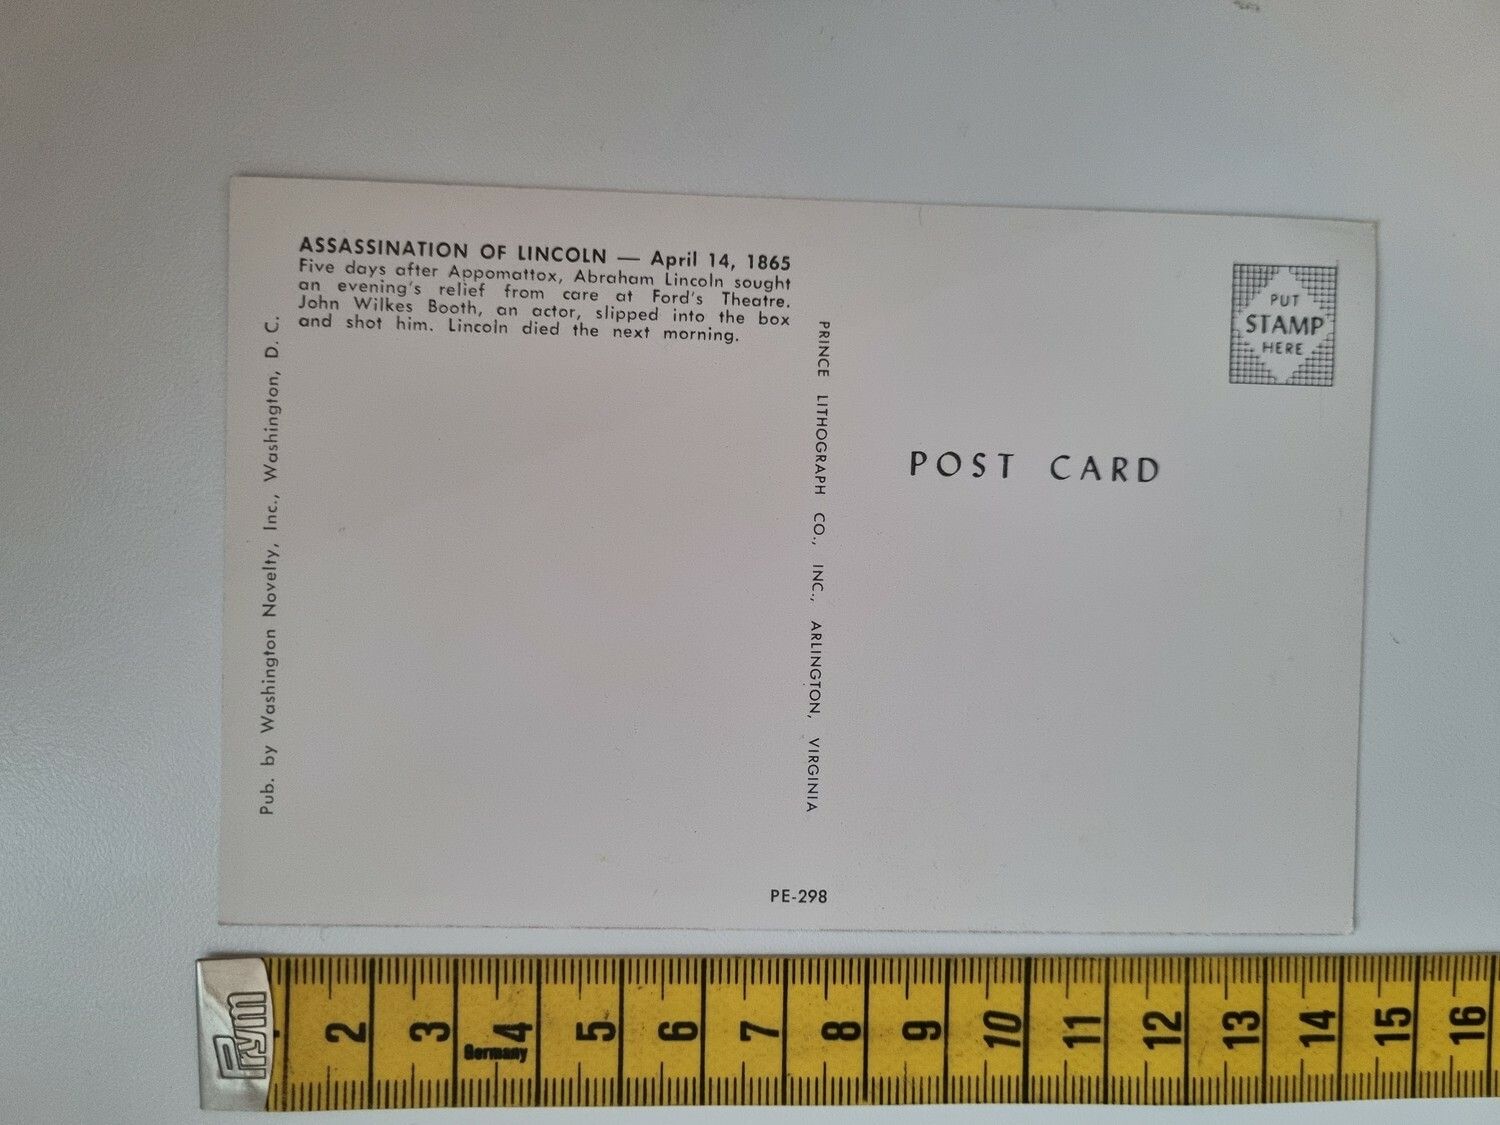 ASSASSINATION OF LINCOLN — April 14, 1865
Five days after Appomattox, Abraham Lincoln sought
an evening's relief from care at Ford's Theatre.
John Wilkes Booth, an actor, slipped into the box
and shot him. Lincoln died the next morning.
Pub. by Washington Novelty, Inc., Washington, D. C.
PRINCE LITHOGRAPH CO., INC., ARLINGTON, VIRGINIA
PUT
STAMP
HERE
POST CARD
PE-298
Prym
2 3 4 5 6 7 8 9 10 11 12 13 14 15 16
Germany